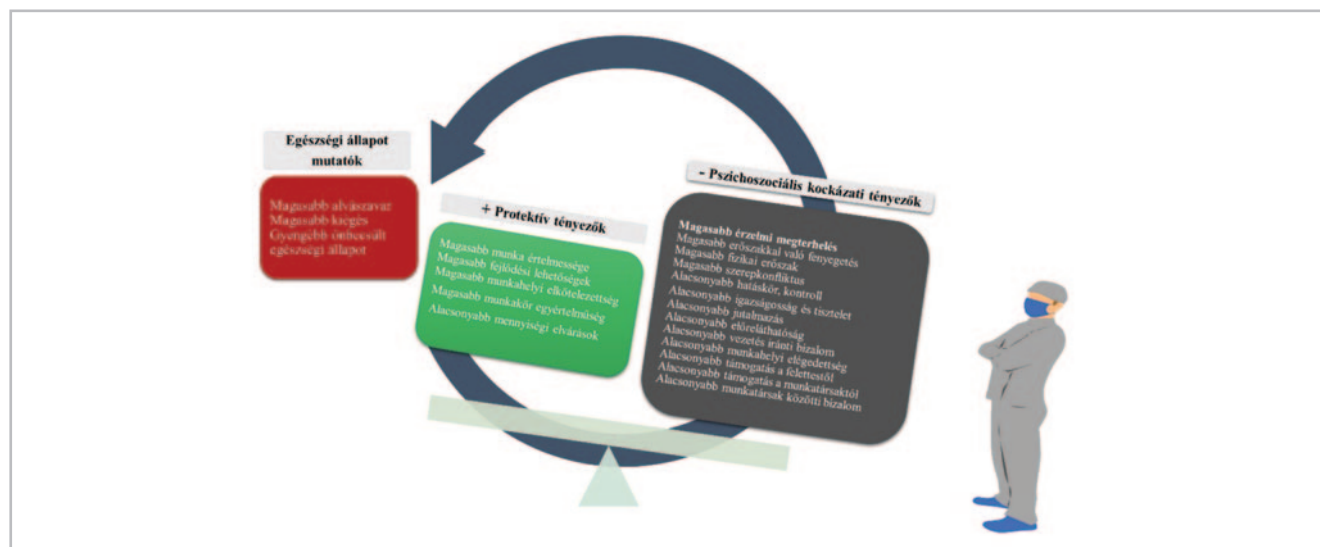 Egészségi állapot
mutatók
Magasabb alvászavar
Magasabb kiégés
Gyengébb önbecsült
egészségi állapot
+ Protektív tényezők
Magasabb munka értelmessége
Magasabb fejlődési lehetőségek
Magasabb munkahelyi elkötelezettség
Magasabb munkakör egyértelműség
Alacsonyabb mennyiségi elvárások
- Pszichoszociális kockázati tényezők
Magasabb érzelmi megterhelés
Magasabb erőszakkal való fenyegetés
Magasabb fizikai erőszak
Magasabb szerepkonfliktus
Alacsonyabb hatáskör, kontroll
Alacsonyabb igazságosság és tisztelet
Alacsonyabb jutalmazás
Alacsonyabb előreláthatóság
Alacsonyabb vezetés iránti bizalom
Alacsonyabb munkahelyi elégedettség
Alacsonyabb támogatás a felettestől
Alacsonyabb támogatás a munkatársaktól
Alacsonyabb munkatársak közötti bizalom